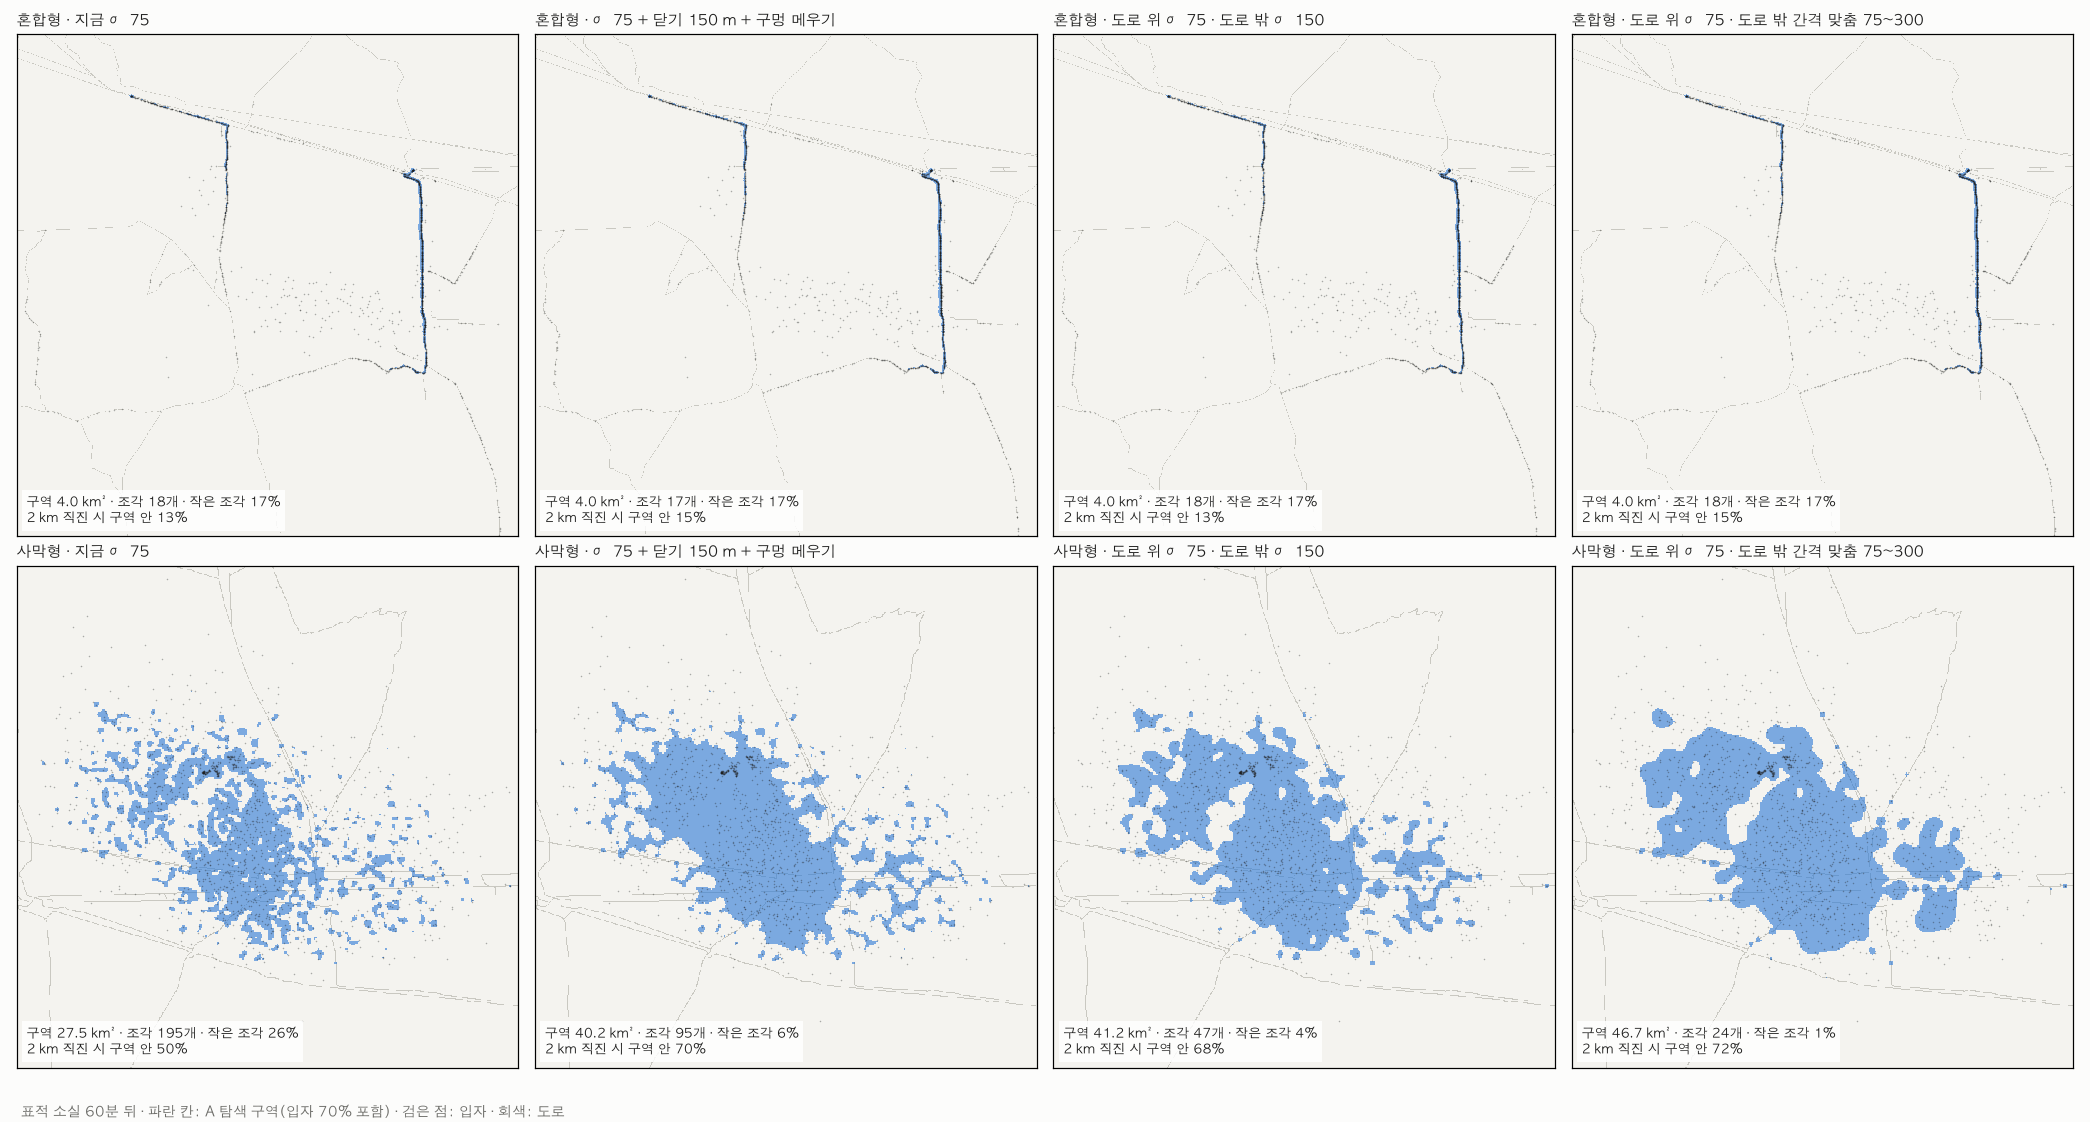 혼합형 · 지금 σ 75
혼합형 · σ 75 + 닫기 150 m + 구멍 메우기
혼합형 · 도로 위 σ 75 · 도로 밖 σ 150
혼합형 · 도로 위 σ 75 · 도로 밖 간격 맞춤 75~300
구역 4.0 km² · 조각 18개 · 작은 조각 17%
2 km 직진 시 구역 안 13%
구역 4.0 km² · 조각 17개 · 작은 조각 17%
2 km 직진 시 구역 안 15%
구역 4.0 km² · 조각 18개 · 작은 조각 17%
2 km 직진 시 구역 안 13%
구역 4.0 km² · 조각 18개 · 작은 조각 17%
2 km 직진 시 구역 안 15%
사막형 · 지금 σ 75
사막형 · σ 75 + 닫기 150 m + 구멍 메우기
사막형 · 도로 위 σ 75 · 도로 밖 σ 150
사막형 · 도로 위 σ 75 · 도로 밖 간격 맞춤 75~300
구역 27.5 km² · 조각 195개 · 작은 조각 26%
2 km 직진 시 구역 안 50%
구역 40.2 km² · 조각 95개 · 작은 조각 6%
2 km 직진 시 구역 안 70%
구역 41.2 km² · 조각 47개 · 작은 조각 4%
2 km 직진 시 구역 안 68%
구역 46.7 km² · 조각 24개 · 작은 조각 1%
2 km 직진 시 구역 안 72%
표적 소실 60분 뒤 · 파란 칸: A 탐색 구역(입자 70% 포함) · 검은 점: 입자 · 회색: 도로